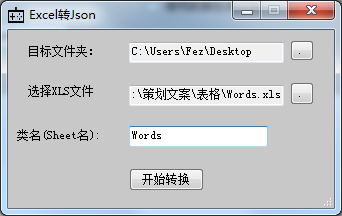 Excel转Json
目标文件夹: C:\Users\Fez\Desktop .
选择XLS文件 :\策划文案\表格\Words.xls .
类名(Sheet名): Words
开始转换